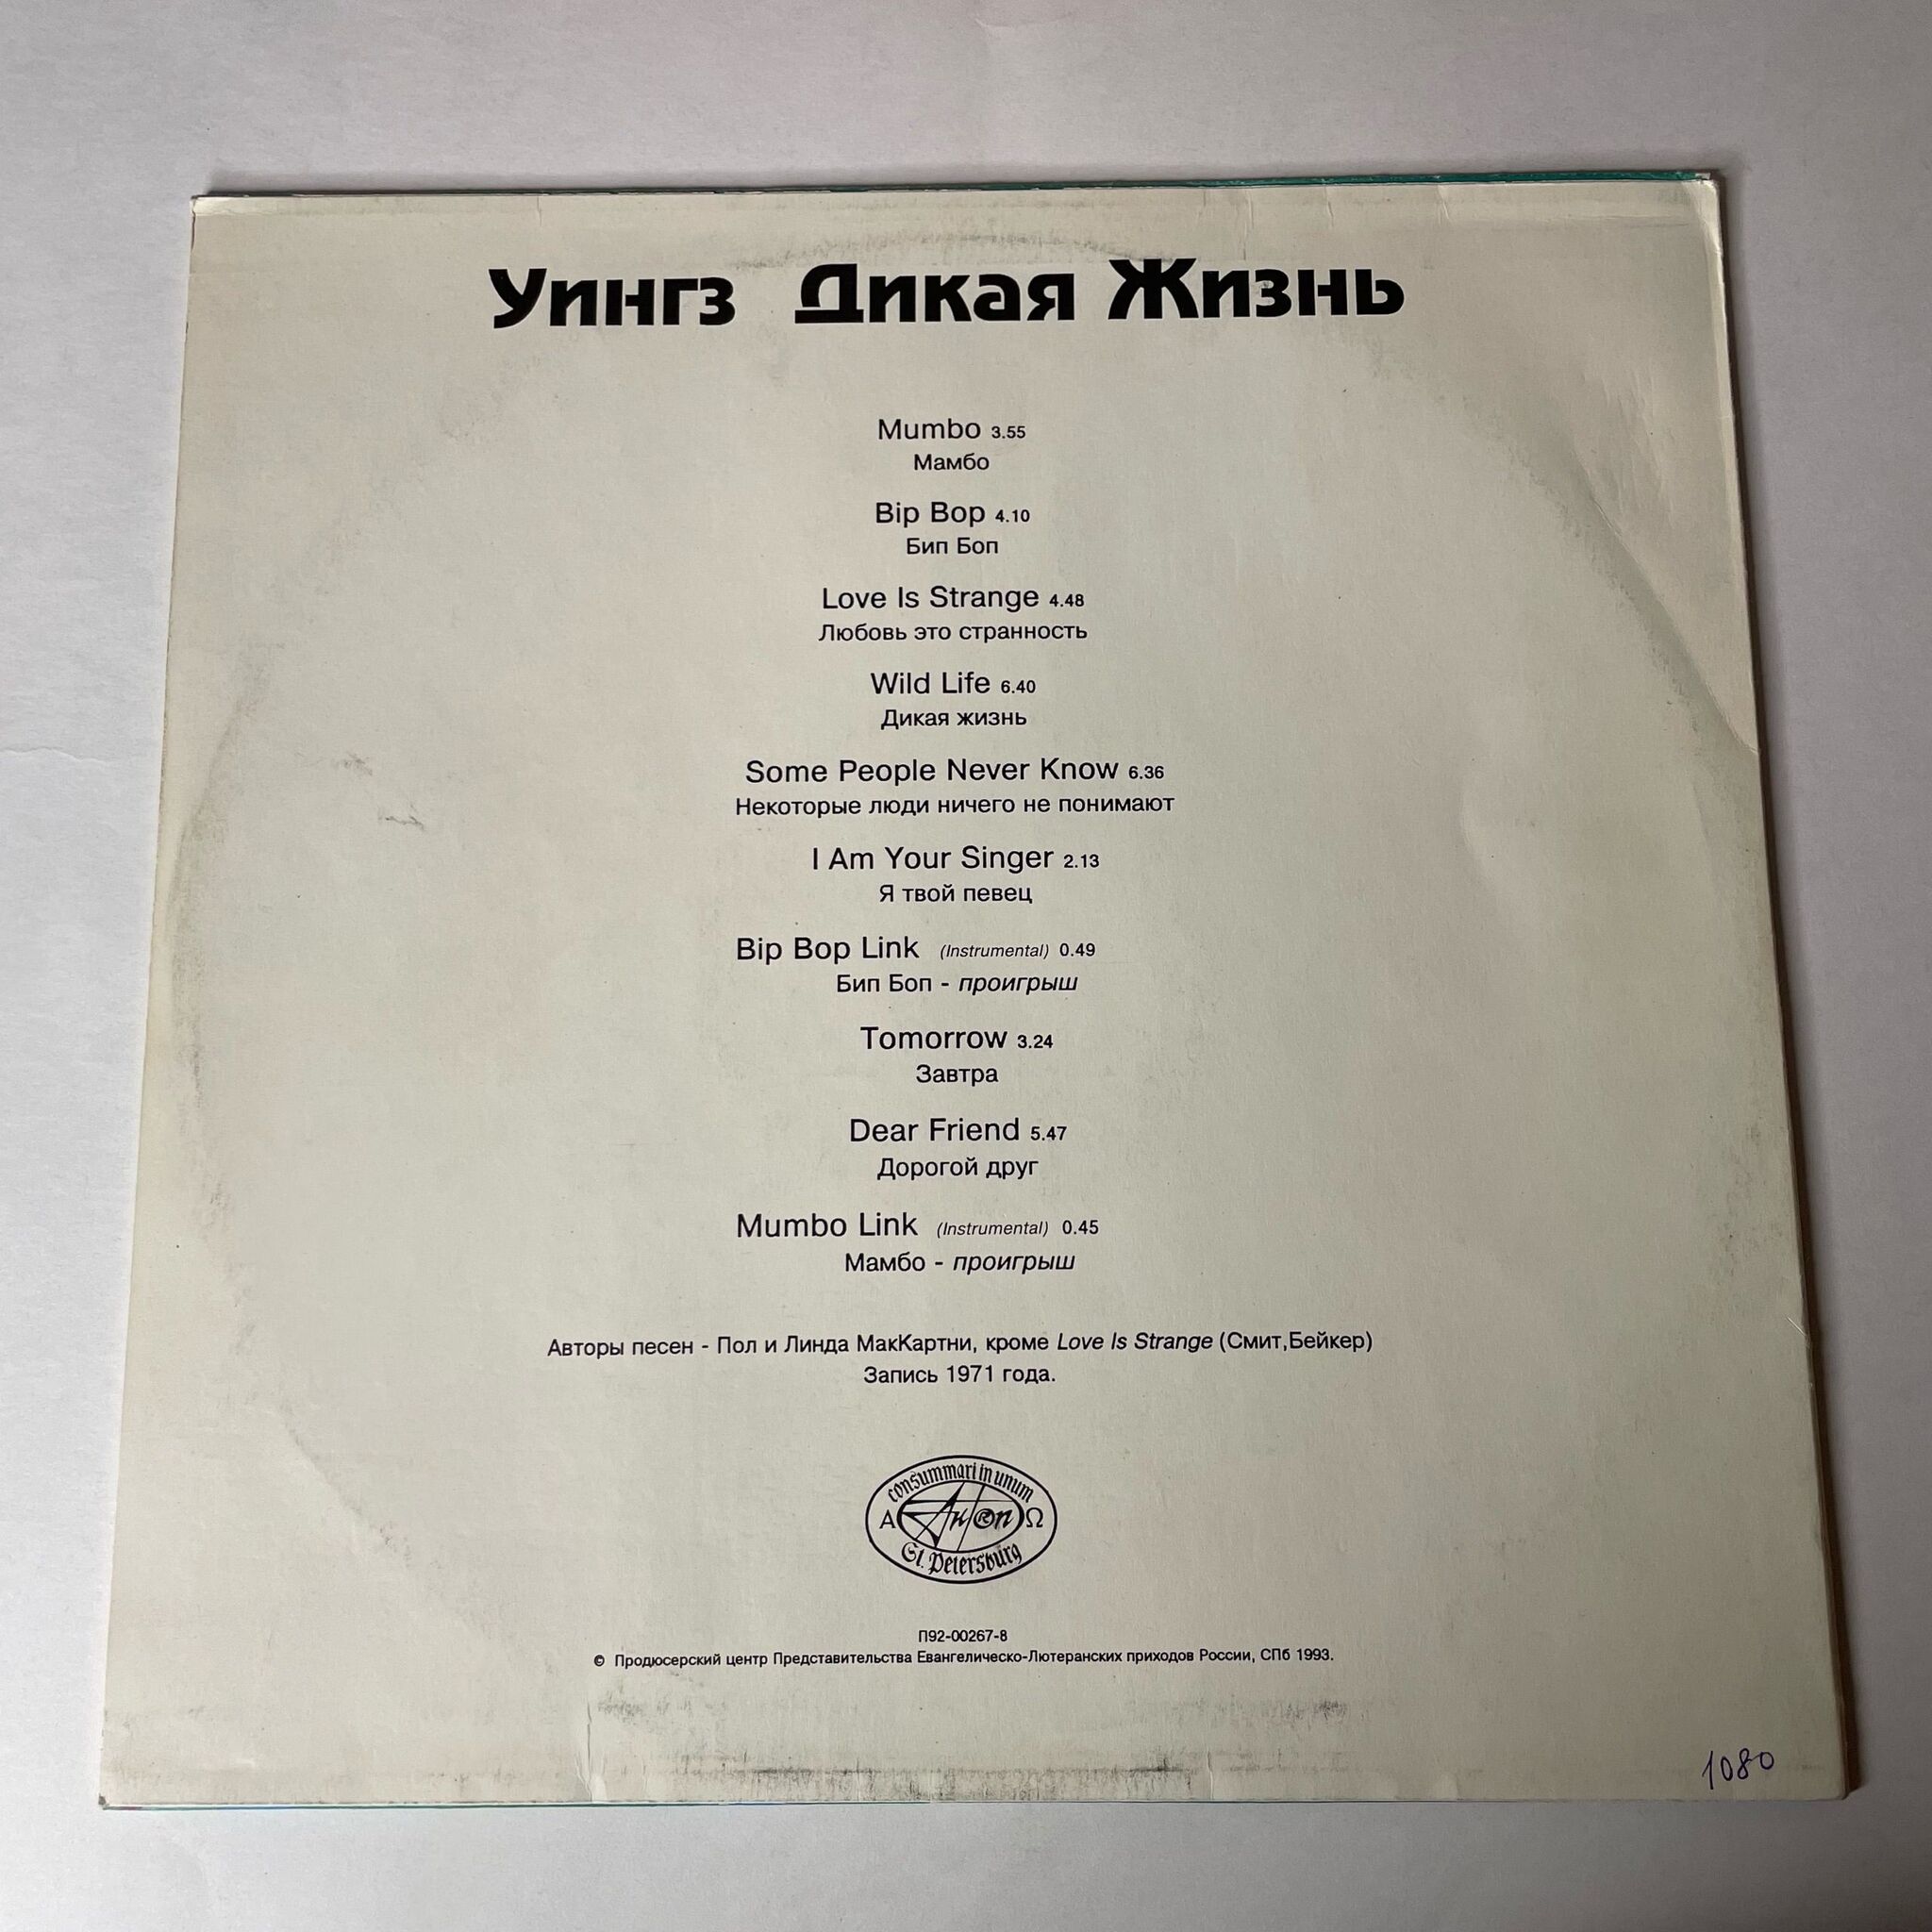 Уингз Дикая Жизнь
Mumbo 3.55
Мамбо
Bip Bop 4.10
Бип Боп
Love Is Strange 4.48
Любовь это странность
Wild Life 6.40
Дикая жизнь
Some People Never Know 6.36
Некоторые люди ничего не понимают
I Am Your Singer 2.13
Я твой певец
Bip Bop Link (Instrumental) 0.49
Бип Боп - проигрыш
Tomorrow 3.24
Завтра
Dear Friend 5.47
Дорогой друг
Mumbo Link (Instrumental) 0.45
Мамбо - проигрыш
Авторы песен - Пол и Линда МакКартни, кроме Love Is Strange (Смит,Бейкер)
Запись 1971 года.
consummari in unum
Α Ω
St. Petersburg
П92-00267-8
© Продюсерский центр Представительства Евангелическо-Лютеранских приходов России, СПб 1993.
1080